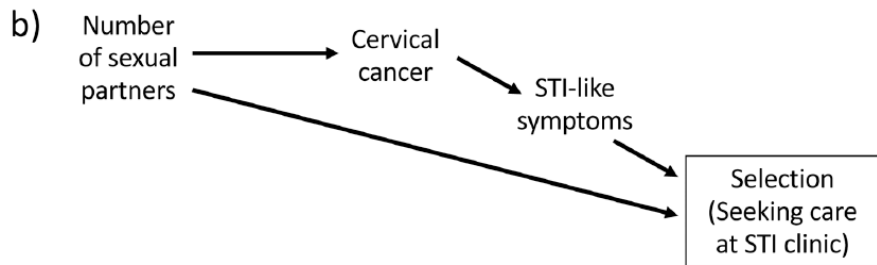 b)
Number
of sexual
partners
Cervical
cancer
STI-like
symptoms
Selection
(Seeking care
at STI clinic)